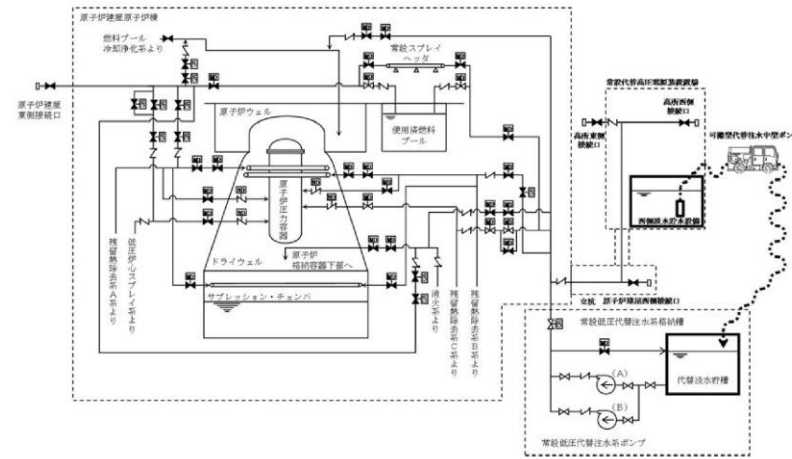 原子炉建屋原子炉棟
燃料プール
冷却浄化系より
常設スプレイ
ヘッダ
原子炉建屋
東側接続口
原子炉ウェル
使用済燃料
プール
常設代替高圧電源装置置場
高所西側
接続口
高所東側
接続口
可搬型代替注水中型ポンプ
西側淡水貯水設備
原子炉圧力容器
残留熱除去系A系より
低圧炉心スプレイ系より
ドライウェル
原子炉
格納容器下部へ
サプレッション・チェンバ
消火系より
残留熱除去系C系より
残留熱除去系B系より
立坑
原子炉建屋西側接続口
常設低圧代替注水系格納槽
(A)
(B)
代替淡水貯槽
常設低圧代替注水系ポンプ